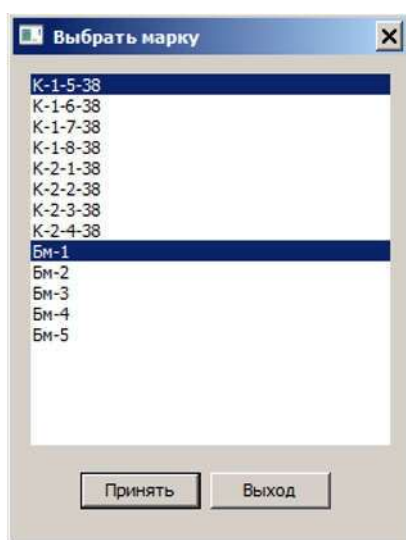 Выбрать марку
К-1-5-38
К-1-6-38
К-1-7-38
К-1-8-38
К-2-1-38
К-2-2-38
К-2-3-38
К-2-4-38
Бм-1
Бм-2
Бм-3
Бм-4
Бм-5
Принять Выход